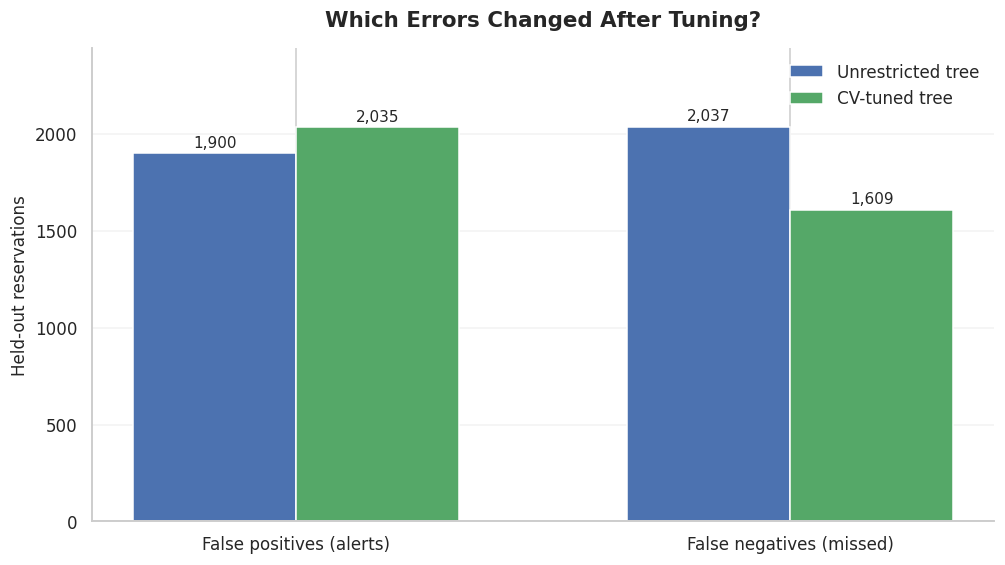 Which Errors Changed After Tuning?
Unrestricted tree
CV-tuned tree
Held-out reservations
2000
1500
1000
500
0
1,900
2,035
2,037
1,609
False positives (alerts)
False negatives (missed)